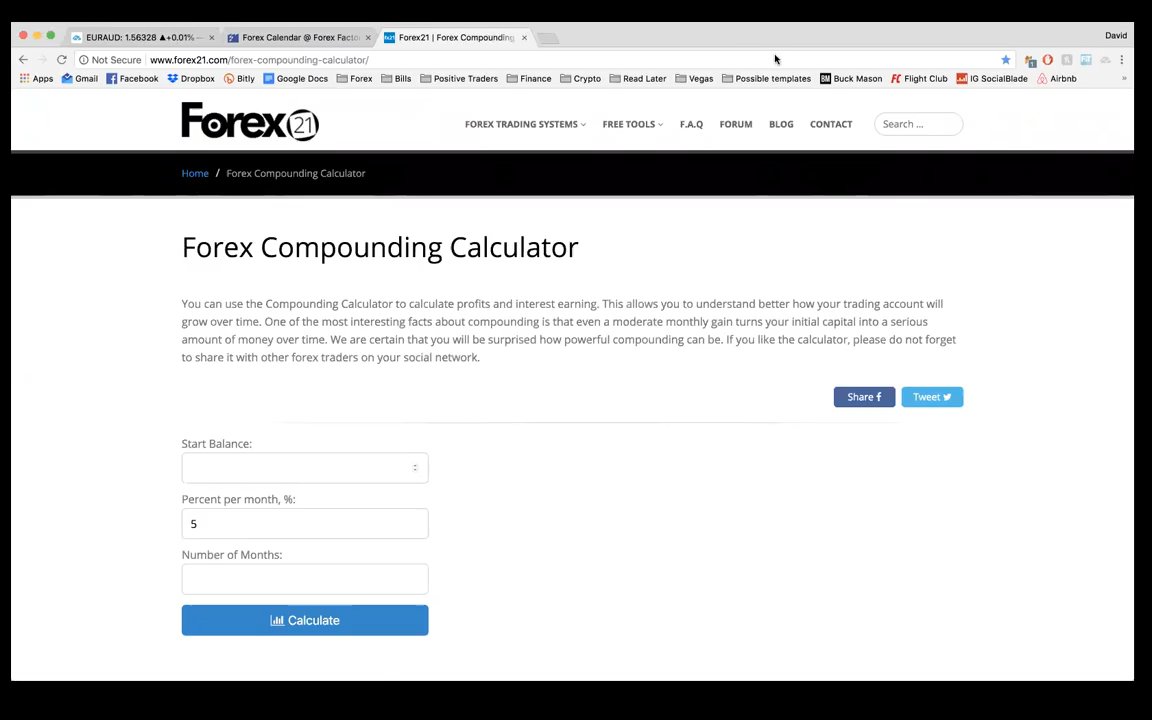 EURAUD: 1.56328 ▲+0.01% Forex Calendar @ Forex Facto Forex21 | Forex Compounding David
Not Secure www.forex21.com/forex-compounding-calculator/
Apps Gmail Facebook Dropbox Bitly Google Docs Forex Bills Positive Traders Finance Crypto Read Later Vegas Possible templates Buck Mason Flight Club IG SocialBlade Airbnb »
Forex 21 FOREX TRADING SYSTEMS FREE TOOLS F.A.Q FORUM BLOG CONTACT Search ...
Home / Forex Compounding Calculator
Forex Compounding Calculator
You can use the Compounding Calculator to calculate profits and interest earning. This allows you to understand better how your trading account will
grow over time. One of the most interesting facts about compounding is that even a moderate monthly gain turns your initial capital into a serious
amount of money over time. We are certain that you will be surprised how powerful compounding can be. If you like the calculator, please do not forget
to share it with other forex traders on your social network.
Share Tweet
Start Balance:
Percent per month, %:
5
Number of Months:
Calculate